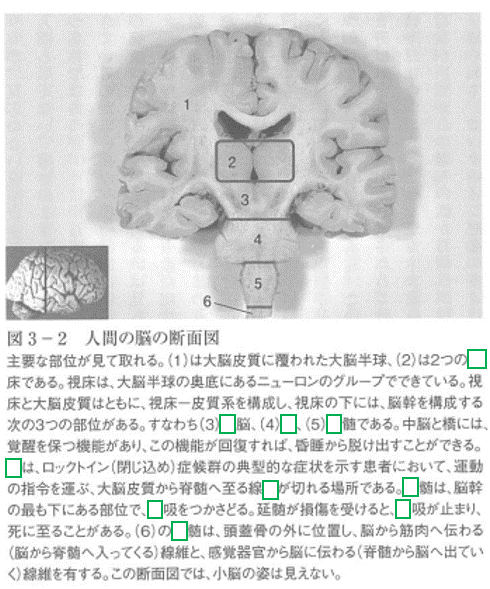 1
2
3
4
5
6
図3-2 人間の脳の断面図
主要な部位が見て取れる。(1)は大脳皮質に覆われた大脳半球、(2)は2つの
床である。視床は、大脳半球の奥底にあるニューロンのグループでできている。視
床と大脳皮質はともに、視床ー皮質系を構成し、視床の下には、脳幹を構成する
次の3つの部位がある。すなわち(3) 脳、(4) 、(5) 髄である。中脳と橋には、
覚醒を保つ機能があり、この機能が回復すれば、昏睡から脱け出すことができる。
は、ロックトイン(閉じ込め)症候群の典型的な症状を示す患者において、運動
の指令を運ぶ、大脳皮質から脊髄へ至る線 が切れる場所である。 髄は、脳幹
の最も下にある部位で、 吸をつかさどる。延髄が損傷を受けると、 吸が止まり、
死に至ることがある。(6)の 髄は、頭蓋骨の外に位置し、脳から筋肉へ伝わる
(脳から脊髄へ入ってくる)線維と、感覚器官から脳に伝わる(脊髄から脳へ出てい
く)線維を有する。この断面図では、小脳の姿は見えない。